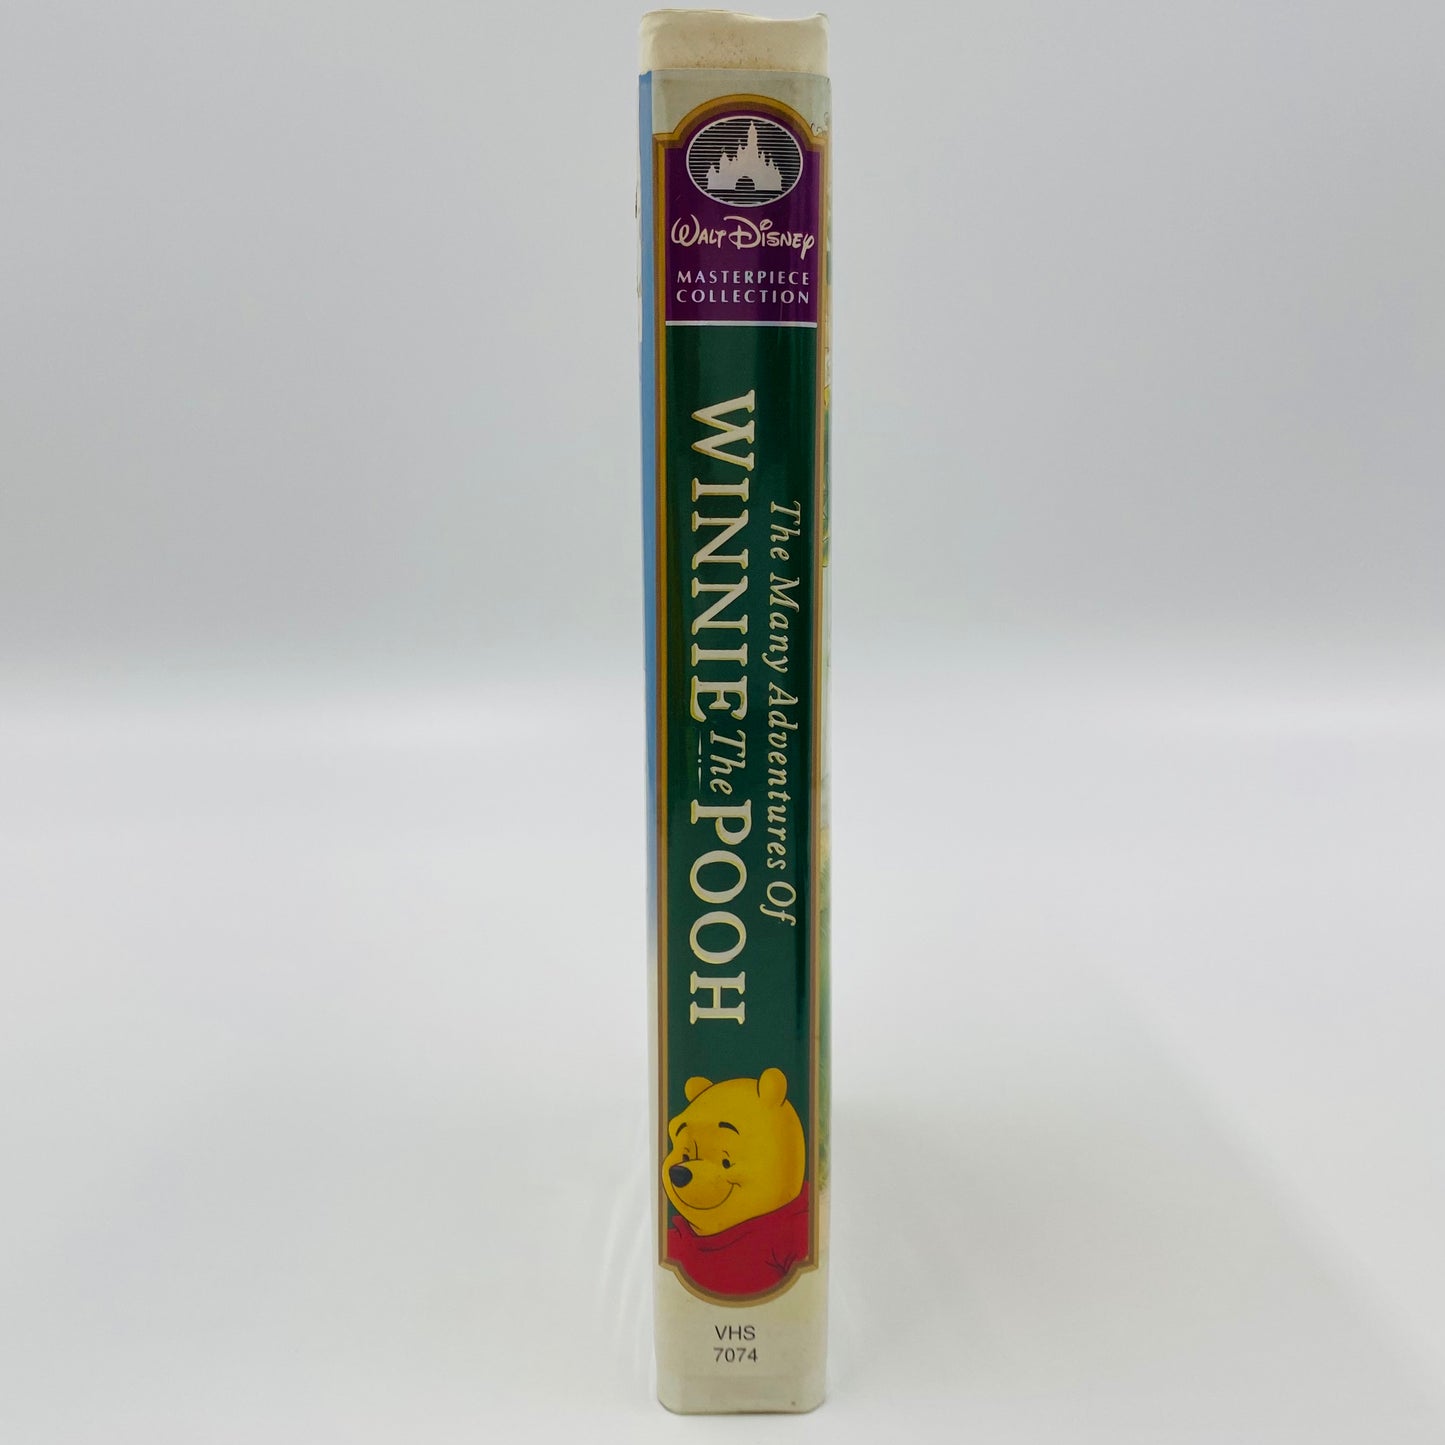 WALT DISNEY
MASTERPIECE
COLLECTION
The Many Adventures Of
WINNIE The POOH
VHS
7074